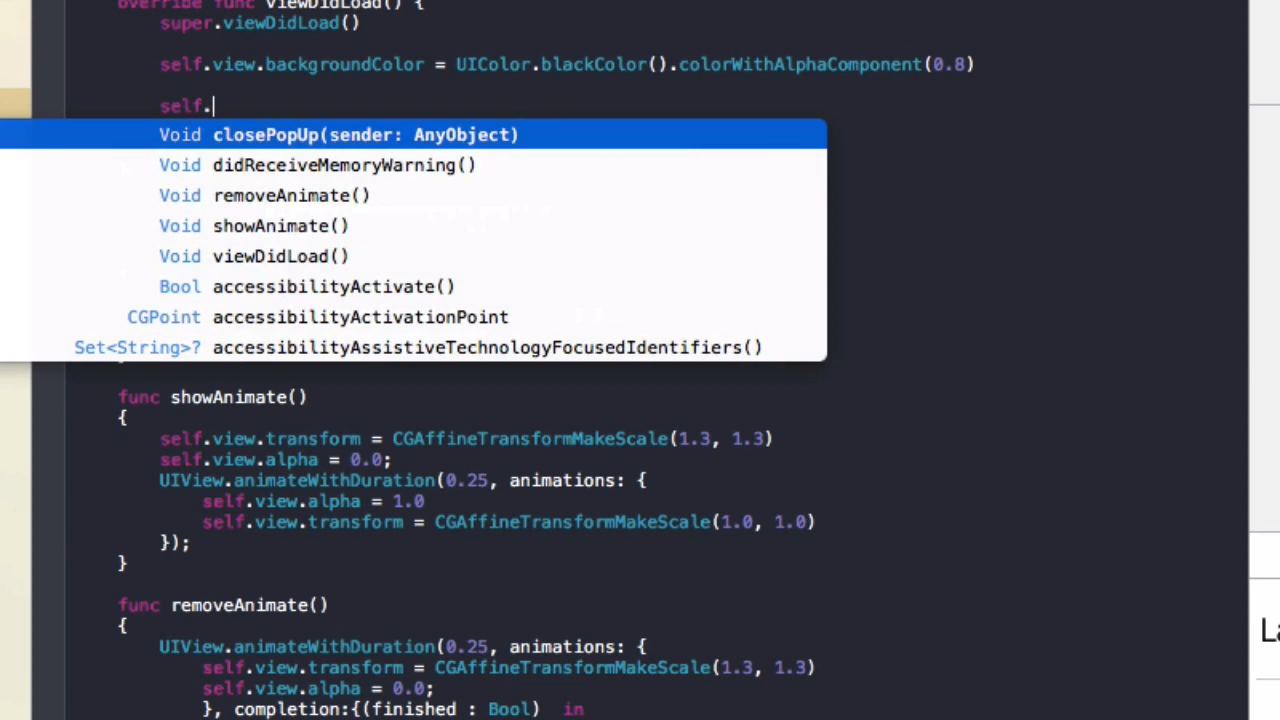 override func viewDidLoad() {
super.viewDidLoad()
self.view.backgroundColor = UIColor.blackColor().colorWithAlphaComponent(0.8)
self.
Void closePopUp(sender: AnyObject)
Void didReceiveMemoryWarning()
Void removeAnimate()
Void showAnimate()
Void viewDidLoad()
Bool accessibilityActivate()
CGPoint accessibilityActivationPoint
Set<String>? accessibilityAssistiveTechnologyFocusedIdentifiers()
func showAnimate()
{
self.view.transform = CGAffineTransformMakeScale(1.3, 1.3)
self.view.alpha = 0.0;
UIView.animateWithDuration(0.25, animations: {
self.view.alpha = 1.0
self.view.transform = CGAffineTransformMakeScale(1.0, 1.0)
});
}
func removeAnimate()
{
UIView.animateWithDuration(0.25, animations: {
self.view.transform = CGAffineTransformMakeScale(1.3, 1.3)
self.view.alpha = 0.0;
}, completion:{(finished : Bool)  in